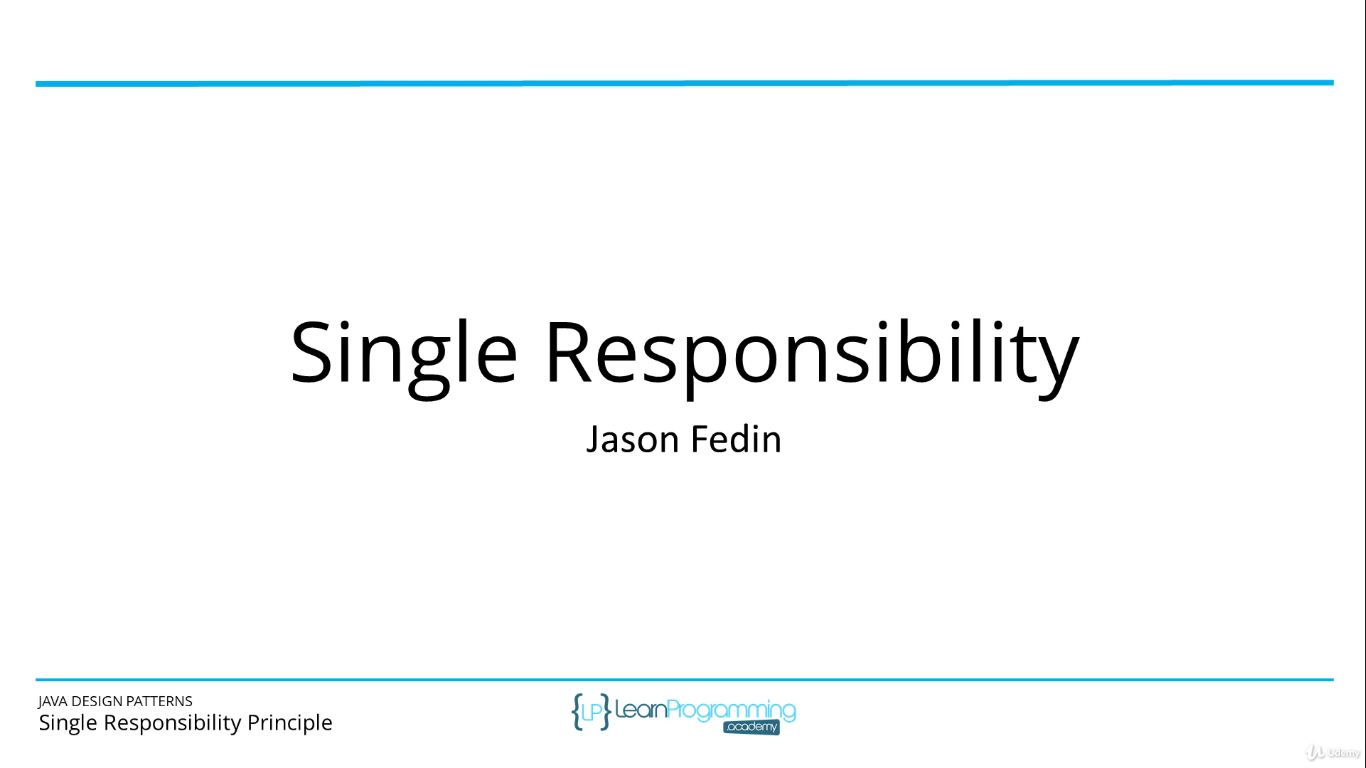 Single Responsibility
Jason Fedin
JAVA DESIGN PATTERNS
Single Responsibility Principle
{LP} LearnProgramming
.academy
Udemy